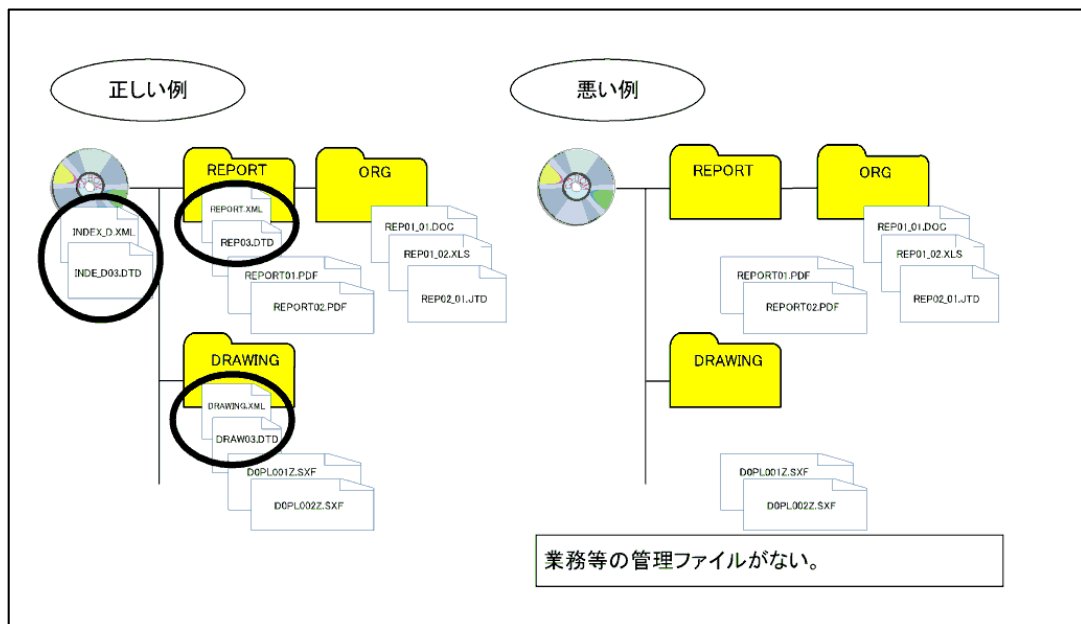 正しい例
REPORT
ORG
INDEX_D.XML
INDE_D03.DTD
REPORT.XML
REP03.DTD
REPORT01.PDF
REPORT02.PDF
REP01_01.DOC
REP01_02.XLS
REP02_01.JTD
DRAWING
DRAWING.XML
DRAW03.DTD
D0PL001Z.SXF
D0PL002Z.SXF
悪い例
REPORT
ORG
REP01_01.DOC
REP01_02.XLS
REP02_01.JTD
REPORT01.PDF
REPORT02.PDF
DRAWING
D0PL001Z.SXF
D0PL002Z.SXF
業務等の管理ファイルがない。